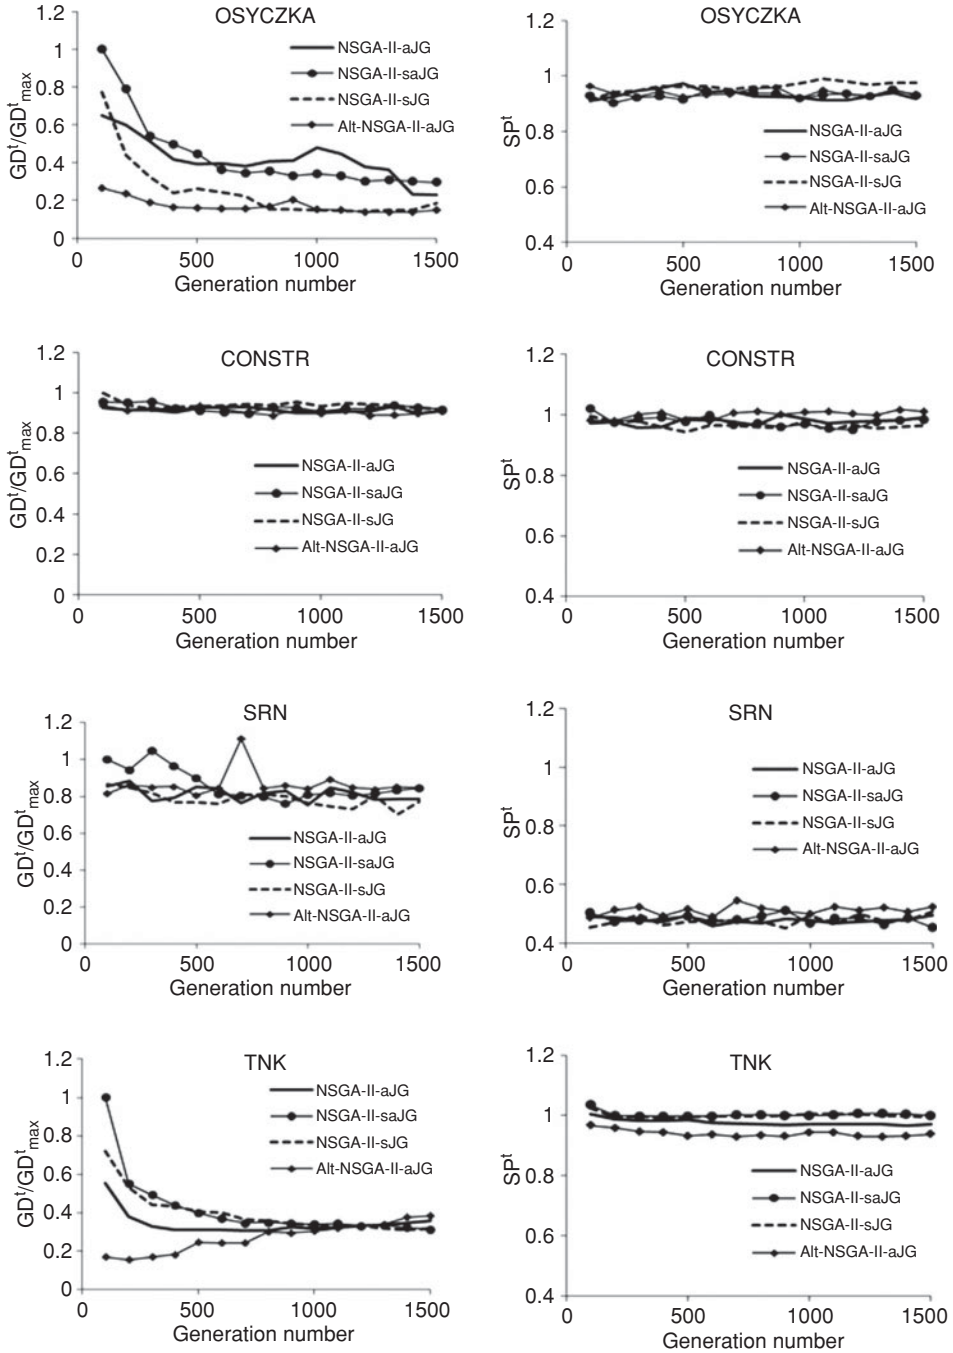 OSYCZKA
1.2
1
0.8
0.6
0.4
0.2
0
GDᵗ/GDᵗmax
NSGA-II-aJG
NSGA-II-saJG
NSGA-II-sJG
Alt-NSGA-II-aJG
0 500 1000 1500
Generation number
OSYCZKA
1.2
1
0.8
0.6
0.4
SPᵗ
NSGA-II-aJG
NSGA-II-saJG
NSGA-II-sJG
Alt-NSGA-II-aJG
0 500 1000 1500
Generation number
CONSTR
1.2
1
0.8
0.6
0.4
0.2
0
GDᵗ/GDᵗmax
NSGA-II-aJG
NSGA-II-saJG
NSGA-II-sJG
Alt-NSGA-II-aJG
0 500 1000 1500
Generation number
CONSTR
1.2
1
0.8
0.6
0.4
SPᵗ
NSGA-II-aJG
NSGA-II-saJG
NSGA-II-sJG
Alt-NSGA-II-aJG
0 500 1000 1500
Generation number
SRN
1.2
1
0.8
0.6
0.4
0.2
0
GDᵗ/GDᵗmax
NSGA-II-aJG
NSGA-II-saJG
NSGA-II-sJG
Alt-NSGA-II-aJG
0 500 1000 1500
Generation number
SRN
1.2
1
0.8
0.6
0.4
SPᵗ
NSGA-II-aJG
NSGA-II-saJG
NSGA-II-sJG
Alt-NSGA-II-aJG
0 500 1000 1500
Generation number
TNK
1.2
1
0.8
0.6
0.4
0.2
0
GDᵗ/GDᵗmax
NSGA-II-aJG
NSGA-II-saJG
NSGA-II-sJG
Alt-NSGA-II-aJG
0 500 1000 1500
Generation number
TNK
1.2
1
0.8
0.6
0.4
SPᵗ
NSGA-II-aJG
NSGA-II-saJG
NSGA-II-sJG
Alt-NSGA-II-aJG
0 500 1000 1500
Generation number